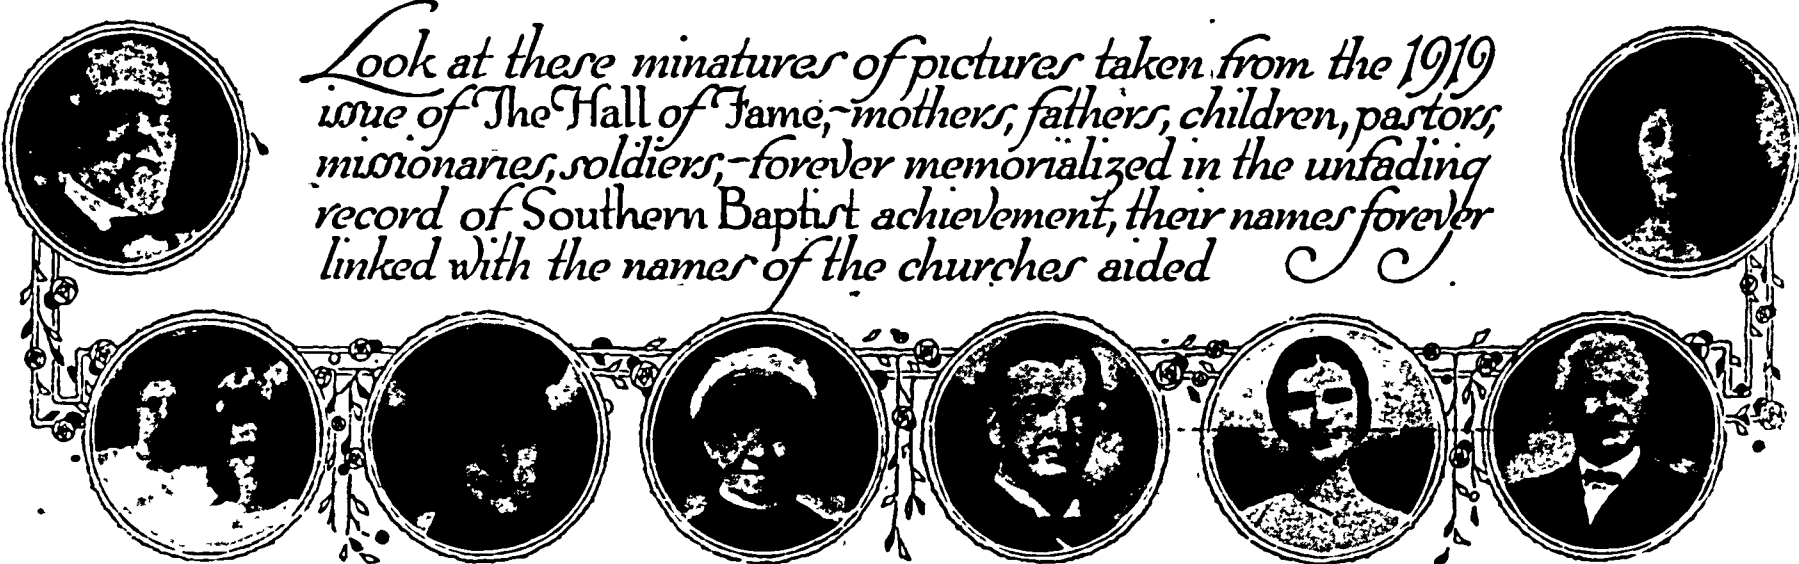 Look at these minatures of pictures taken from the 1919
issue of The Hall of Fame,-mothers, fathers, children, pastors,
missionaries, soldiers,-forever memorialized in the unfading
record of Southern Baptist achievement, their names forever
linked with the names of the churches aided